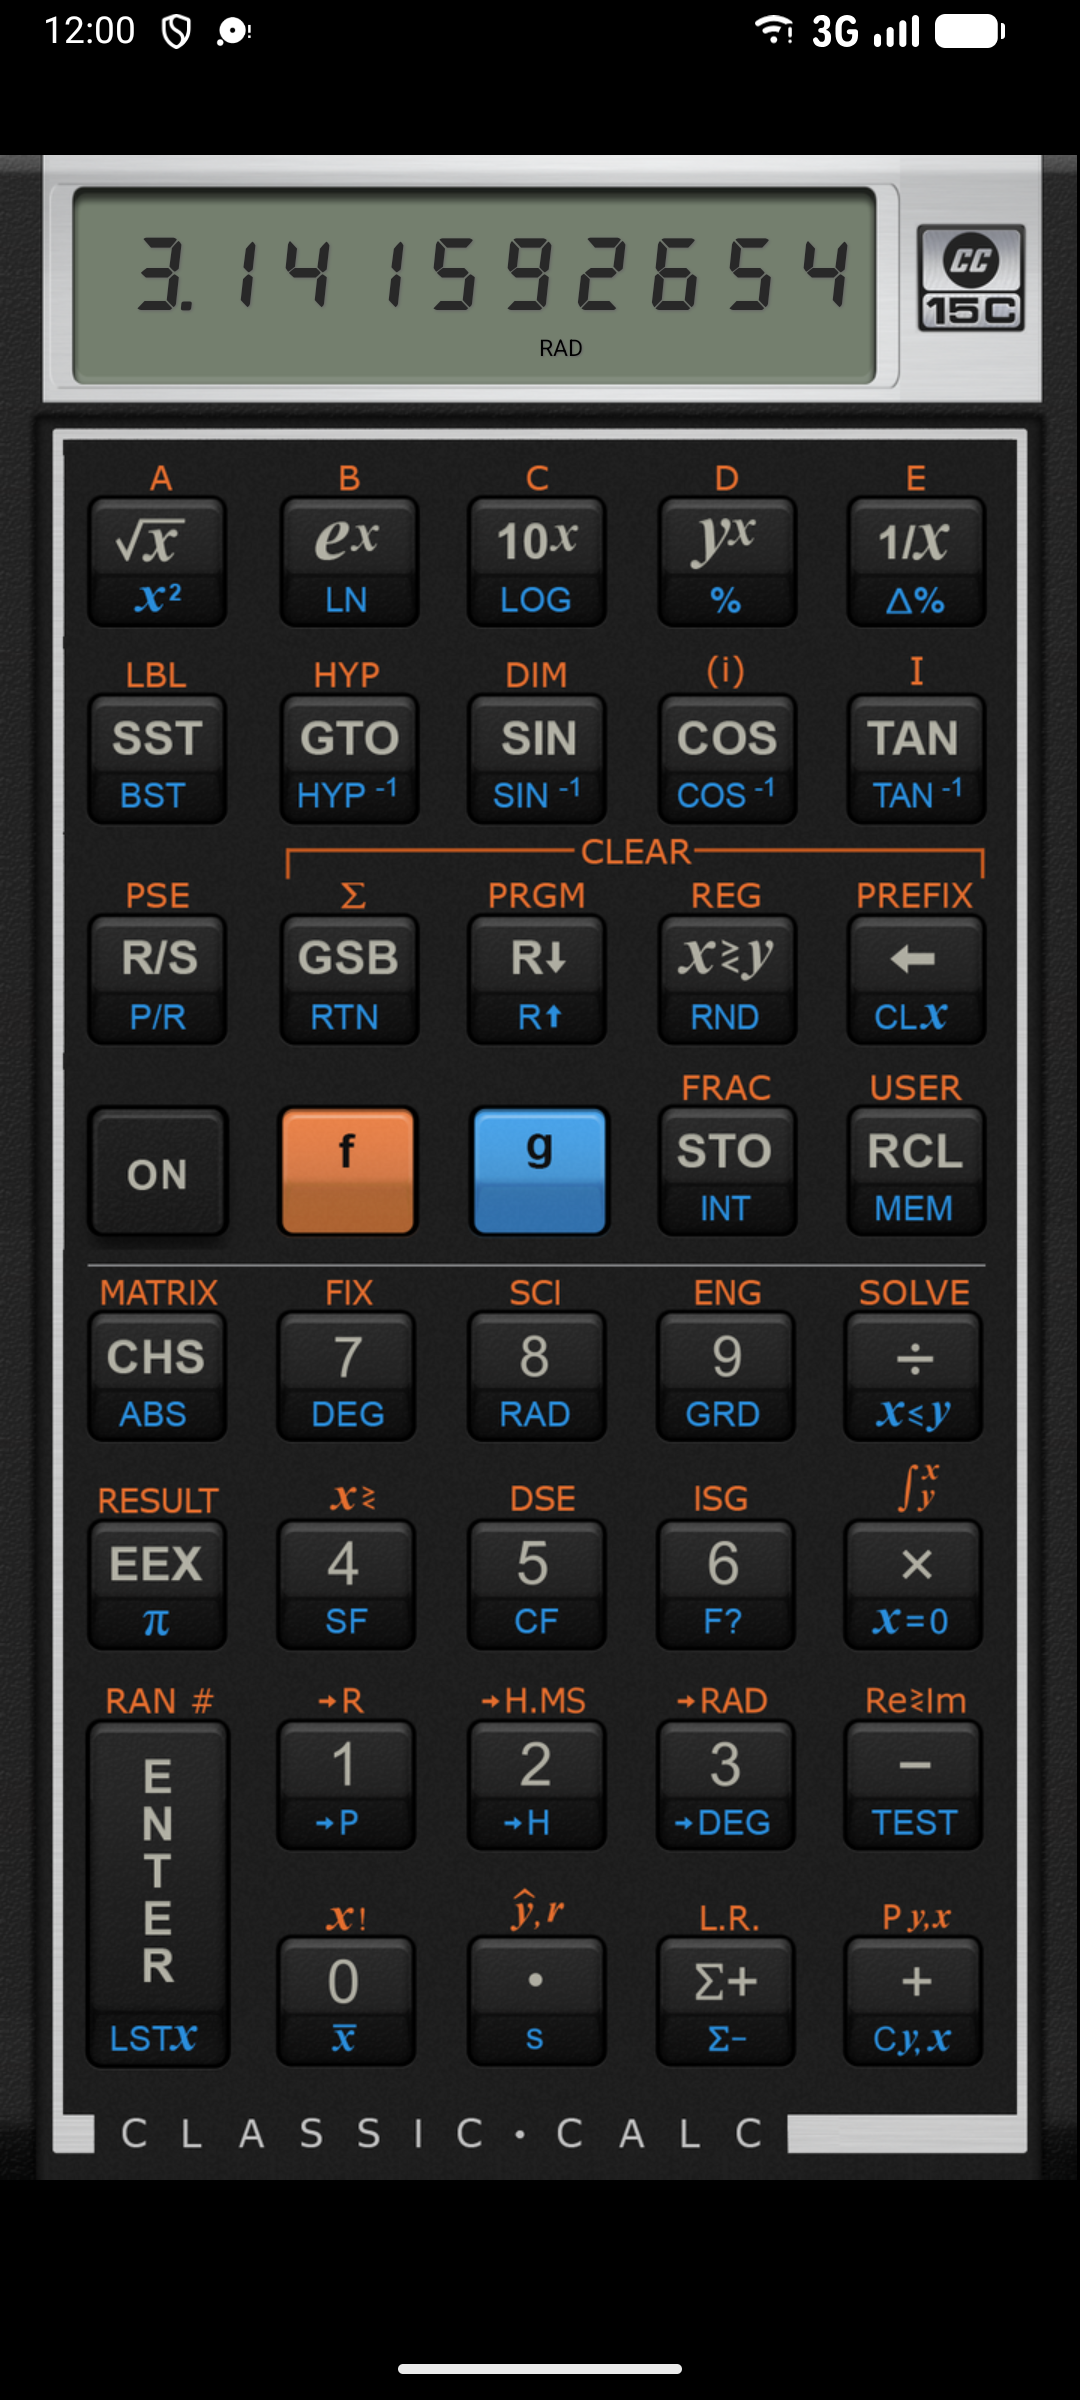 12:00 3G
3.141592654
RAD
CC
15C
A B C D E
√x eˣ 10ˣ yˣ 1/x
x² LN LOG % Δ%
LBL HYP DIM (i) I
SST GTO SIN COS TAN
BST HYP⁻¹ SIN⁻¹ COS⁻¹ TAN⁻¹
CLEAR
PSE Σ PRGM REG PREFIX
R/S GSB R↓ x≷y ←
P/R RTN R↑ RND CLx
FRAC USER
ON f g STO RCL
INT MEM
MATRIX FIX SCI ENG SOLVE
CHS 7 8 9 ÷
ABS DEG RAD GRD x≤y
RESULT x≷ DSE ISG ∫xy
EEX 4 5 6 ×
π SF CF F? x=0
RAN # →R →H.MS →RAD Re≷Im
ENTER 1 2 3 −
→P →H →DEG TEST
x! ŷ,r L.R. P y,x
0 • Σ+ +
LSTx x̄ s Σ− C y,x
CLASSIC·CALC